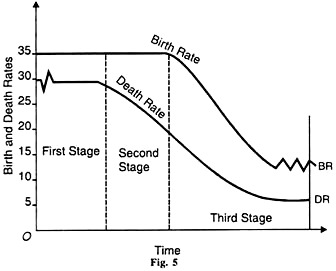 Birth and Death Rates
35
30
25
20
15
10
5
O
Birth Rate
Death Rate
First Stage
Second
Stage
Third Stage
BR
DR
Time
Fig. 5